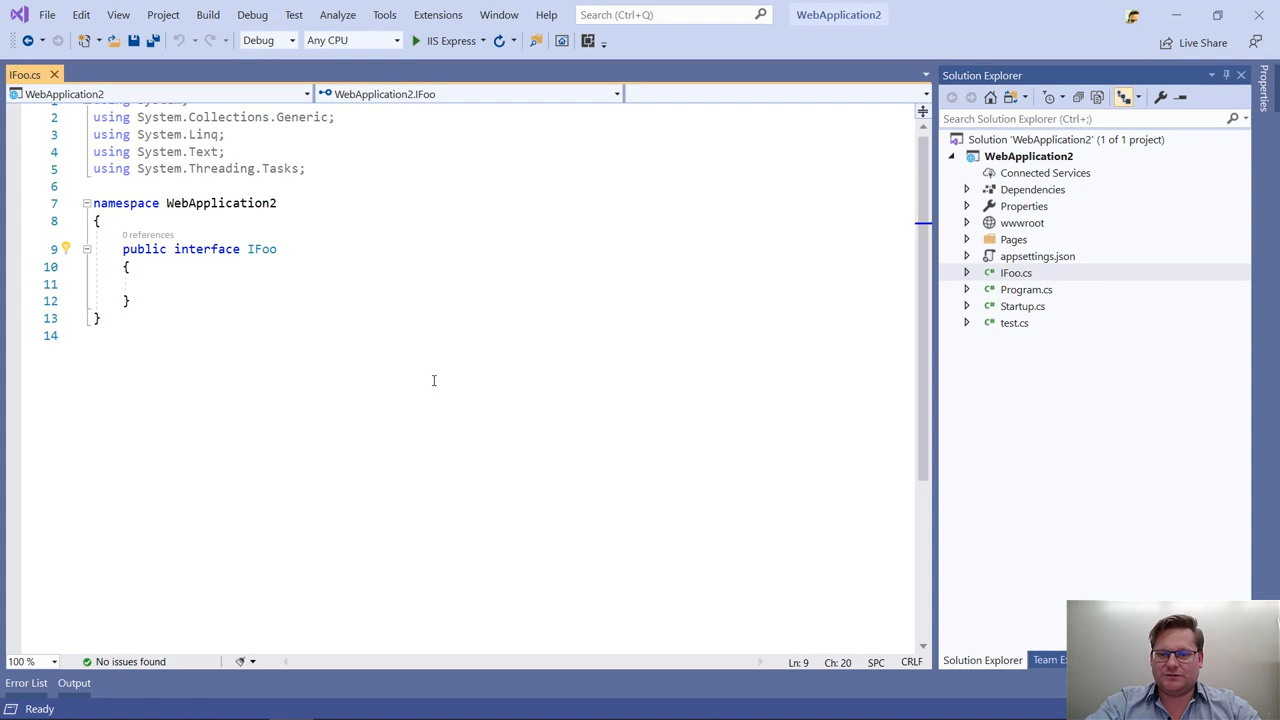 File Edit View Project Build Debug Test Analyze Tools Extensions Window Help Search (Ctrl+Q) WebApplication2
Debug Any CPU IIS Express Live Share
IFoo.cs
WebApplication2 WebApplication2.IFoo
1 using System;
2 using System.Collections.Generic;
3 using System.Linq;
4 using System.Text;
5 using System.Threading.Tasks;
6
7 namespace WebApplication2
8 {
0 references
9 public interface IFoo
10 {
11
12 }
13 }
14
100 % No issues found Ln: 9 Ch: 20 SPC CRLF
Error List Output
Ready
Solution Explorer
Search Solution Explorer (Ctrl+;)
Solution 'WebApplication2' (1 of 1 project)
WebApplication2
Connected Services
Dependencies
Properties
wwwroot
Pages
appsettings.json
C# IFoo.cs
C# Program.cs
C# Startup.cs
C# test.cs
Solution Explorer Team E
Properties